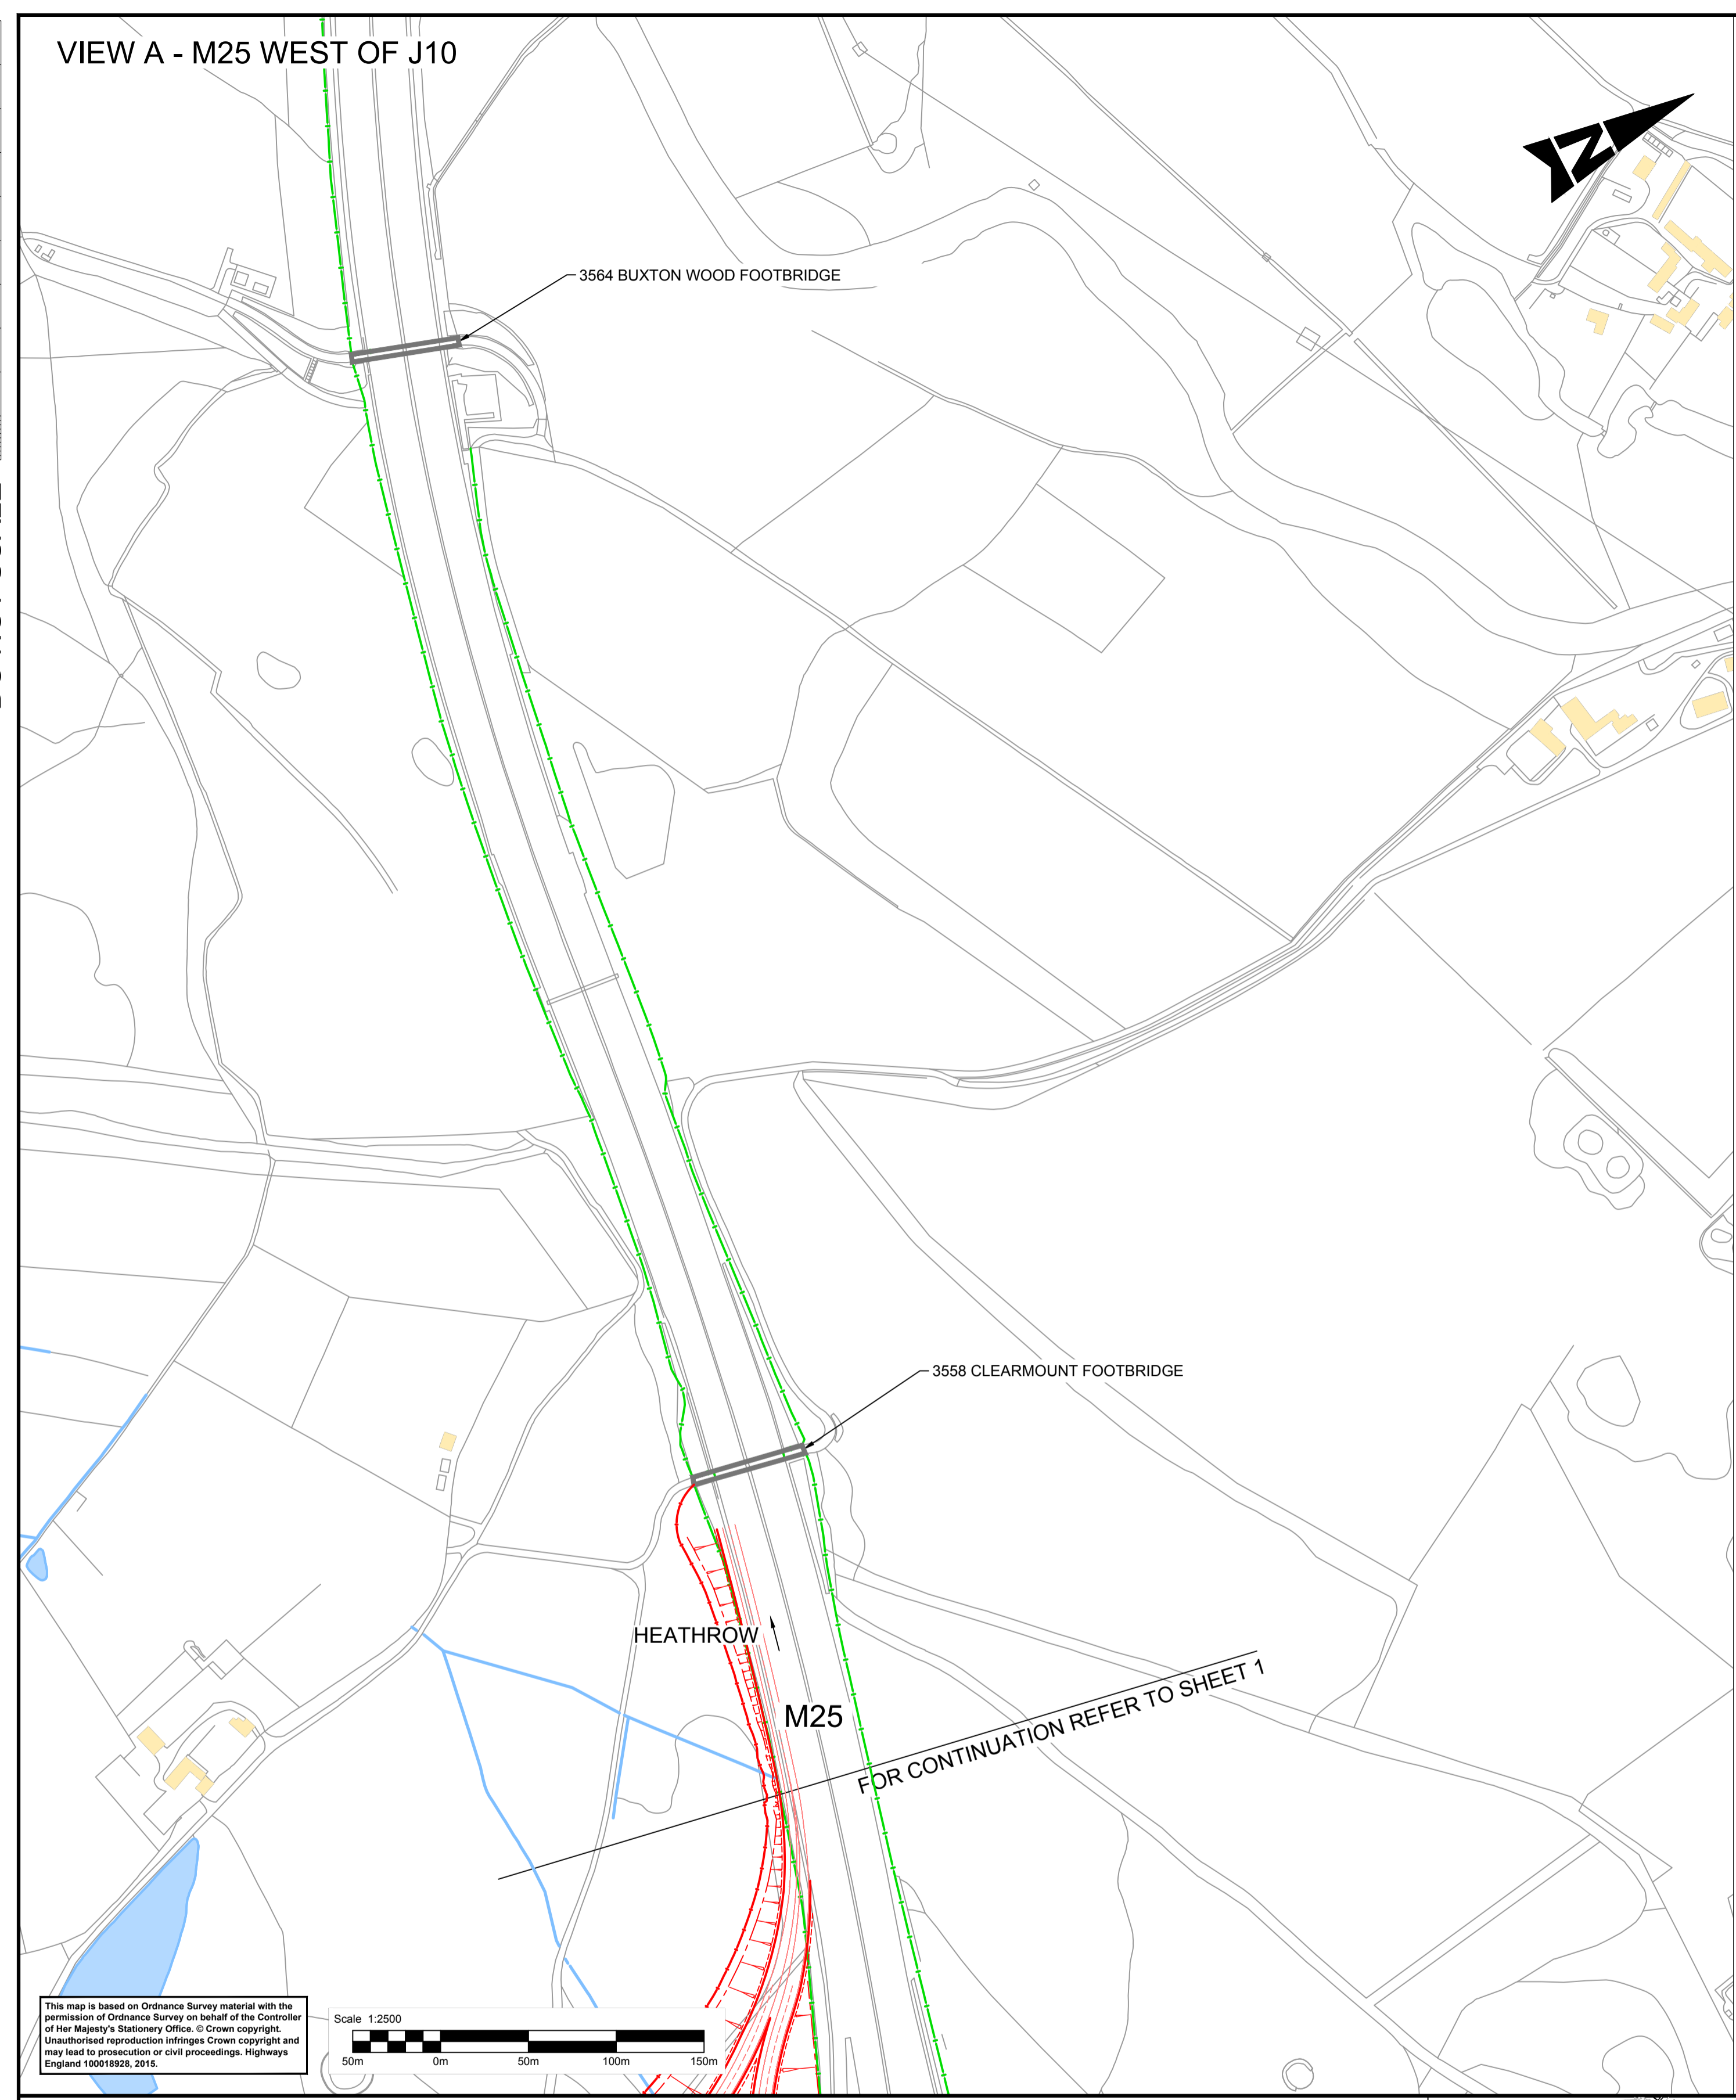 VIEW A - M25 WEST OF J10
N
3564 BUXTON WOOD FOOTBRIDGE
3558 CLEARMOUNT FOOTBRIDGE
HEATHROW
M25
FOR CONTINUATION REFER TO SHEET 1
This map is based on Ordnance Survey material with the
permission of Ordnance Survey on behalf of the Controller
of Her Majesty's Stationery Office. © Crown copyright.
Unauthorised reproduction infringes Crown copyright and
may lead to prosecution or civil proceedings. Highways
England 100018928, 2015.
Scale 1:2500
50m 0m 50m 100m 150m